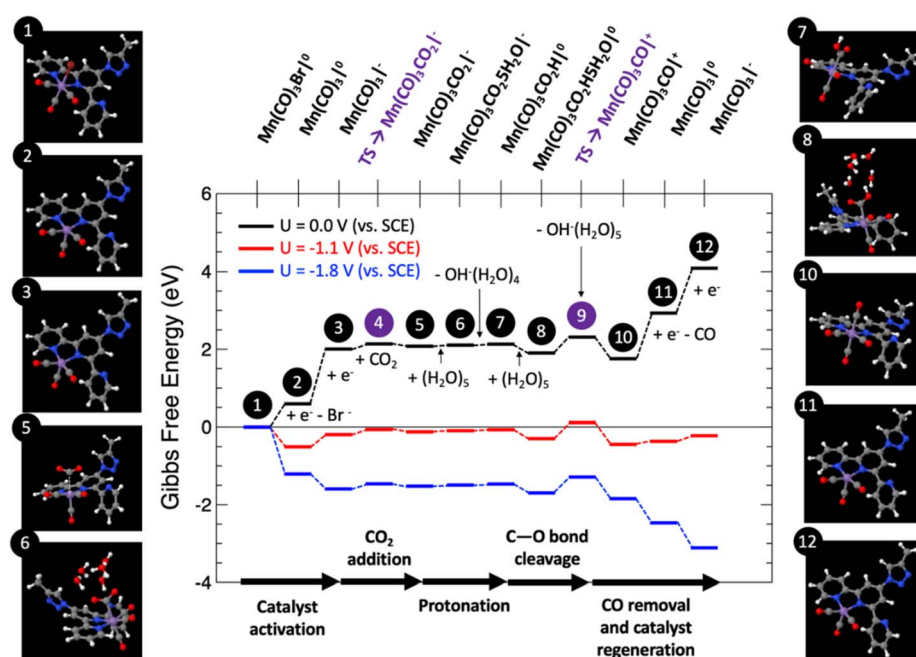 1
2
3
5
6
Mn(CO)₃Br|⁰
Mn(CO)₃|⁰
Mn(CO)₃|⁻
TS → Mn(CO)₃CO₂|⁻
Mn(CO)₃CO₂|⁻
Mn(CO)₃CO₂5H₂O|⁻
Mn(CO)₃CO₂H|⁰
Mn(CO)₃CO₂H5H₂O|⁰
TS → Mn(CO)₃CO|⁺
Mn(CO)₃CO|⁺
Mn(CO)₃|⁰
Mn(CO)₃|⁻
Gibbs Free Energy (eV)
6
4
2
0
-2
-4
U = 0.0 V (vs. SCE)
U = -1.1 V (vs. SCE)
U = -1.8 V (vs. SCE)
- OH⁻(H₂O)₅
- OH⁻(H₂O)₄
1
2
3
4
5
6
7
8
9
10
11
12
+ e⁻ - Br⁻
+ e⁻
+ CO₂
+ (H₂O)₅
+ (H₂O)₅
+ e⁻ - CO
+ e⁻
CO₂
addition
C—O bond
cleavage
Catalyst
activation
Protonation
CO removal
and catalyst
regeneration
7
8
10
11
12